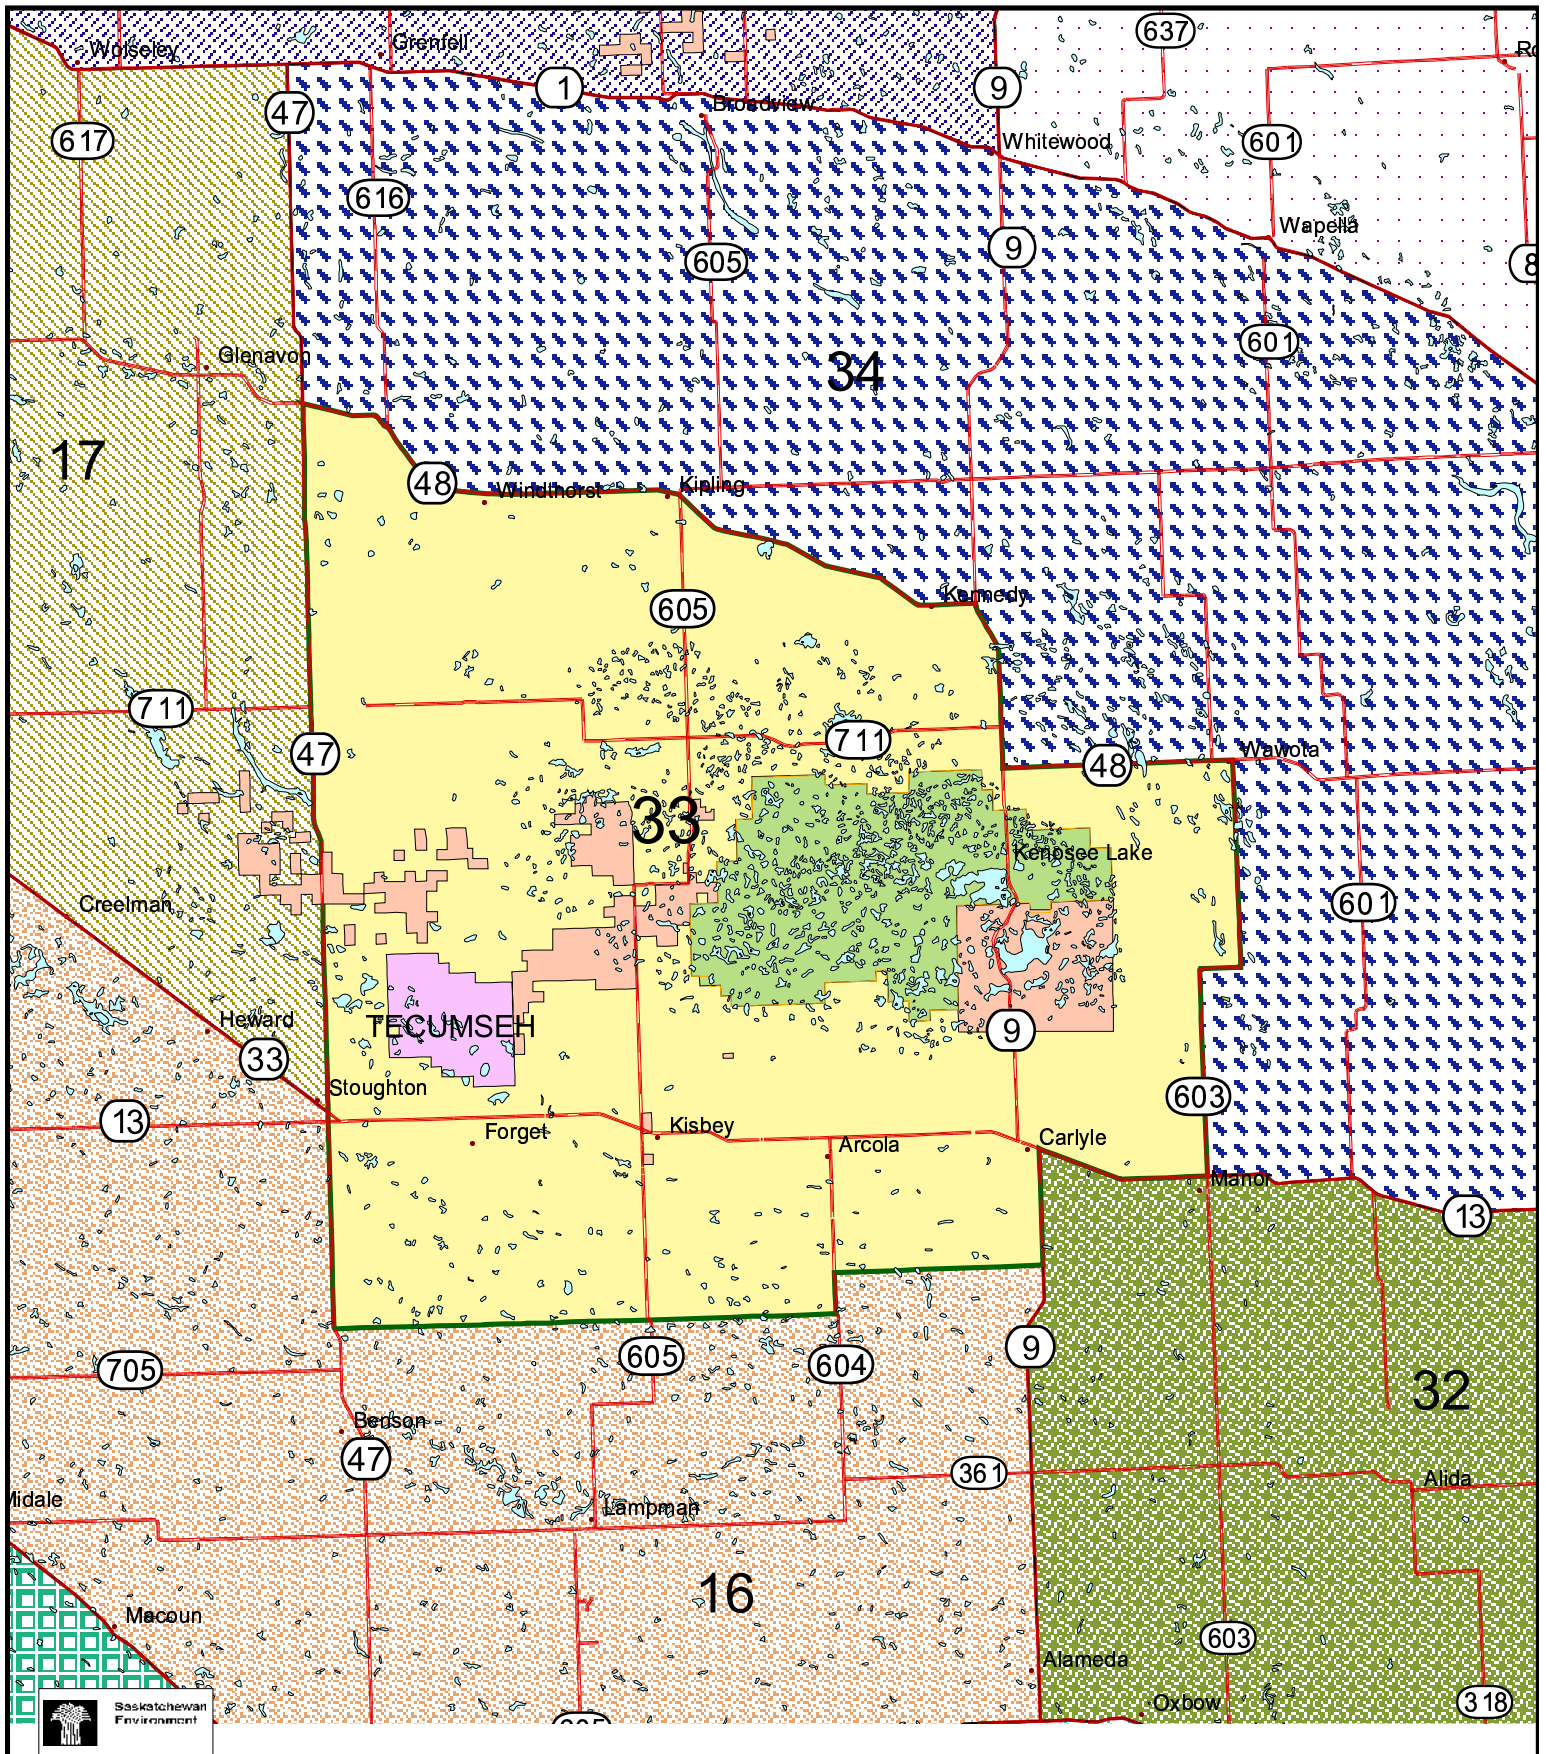 637
Wolseley
Grenfell
1
9
47
Broadview
617
Whitewood
601
616
Wapella
9
605
8
601
Glenavon
34
17
48
Windthorst
Kipling
Kennedy
605
711
47
711
48
Wawota
33
Kenosee Lake
Creelman
601
TECUMSEH
Heward
9
33
Stoughton
603
13
Forget
Kisbey
Arcola
Carlyle
Manor
13
9
605
604
705
32
Benson
47
361
Alida
Midale
Lampman
16
Macoun
603
Alameda
Oxbow
318
Saskatchewan
Environment